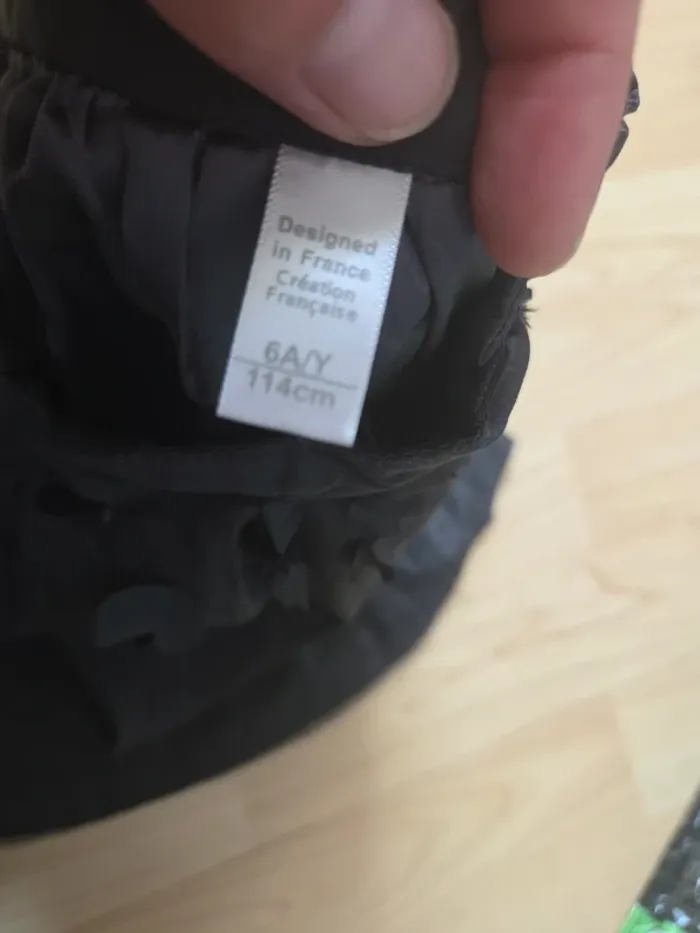 Designed
in France
Création
Française
6A/Y
114cm